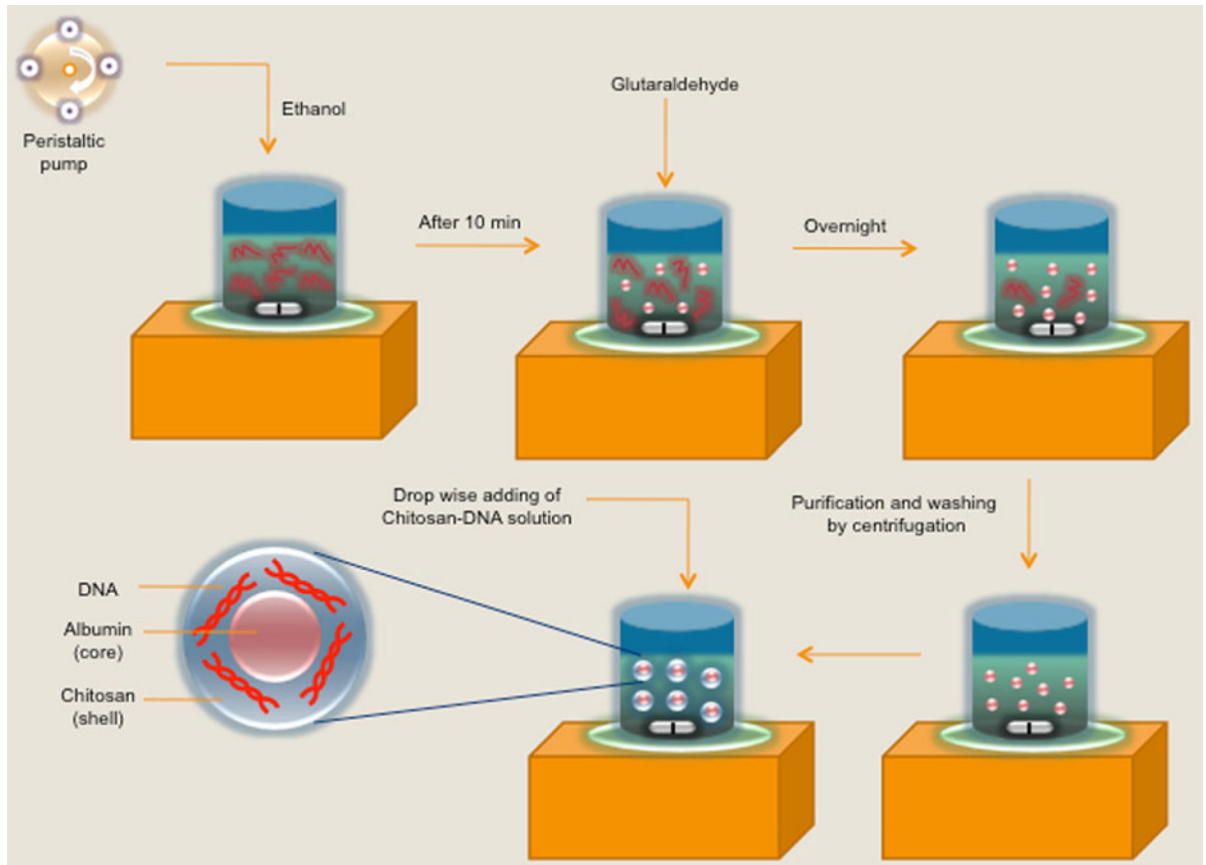 Peristaltic
pump
Ethanol
Glutaraldehyde
After 10 min
Overnight
Purification and washing
by centrifugation
Drop wise adding of
Chitosan-DNA solution
DNA
Albumin
(core)
Chitosan
(shell)